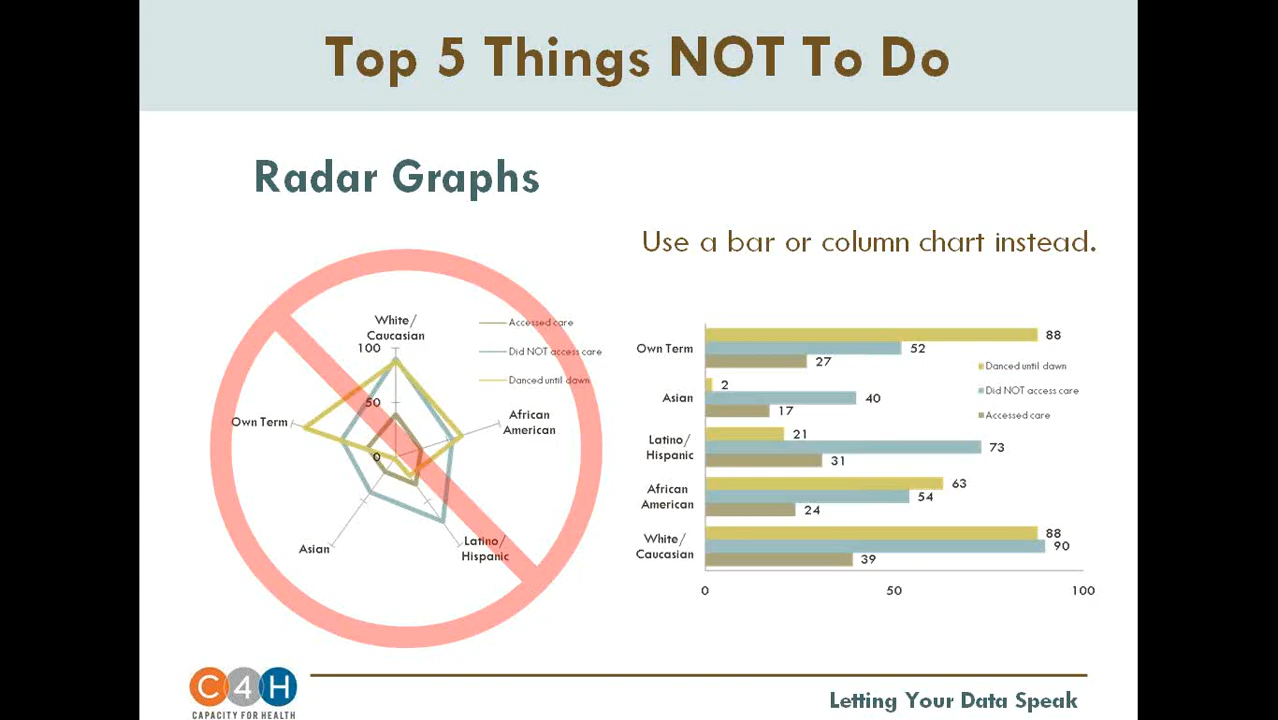 Top 5 Things NOT To Do
Radar Graphs
Use a bar or column chart instead.
White/
Caucasian
100
50
0
Accessed care
Did NOT access care
Danced until dawn
Own Term
African
American
Asian
Latino/
Hispanic
Own Term
88
52
27
Asian
2
40
17
Latino/
Hispanic
21
73
31
African
American
63
54
24
White/
Caucasian
88
90
39
0
50
100
Danced until dawn
Did NOT access care
Accessed care
C4H
CAPACITY FOR HEALTH
Letting Your Data Speak